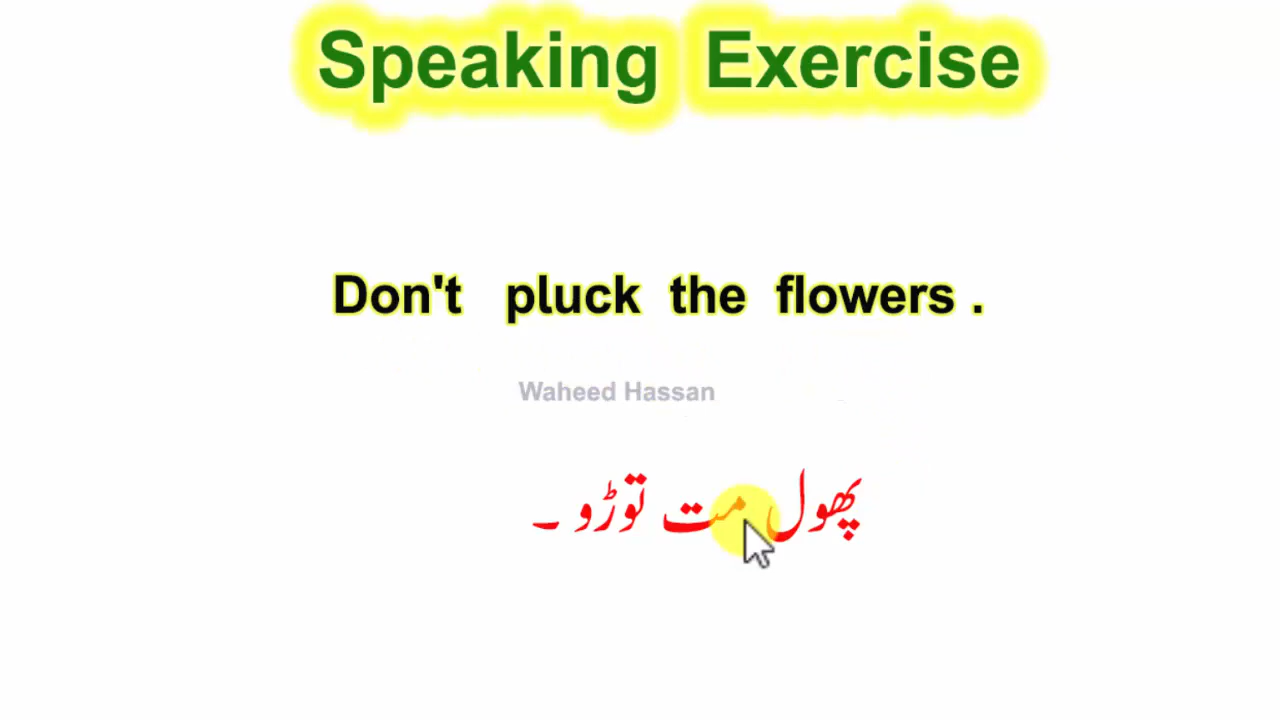 Speaking Exercise
Don't pluck the flowers .
Waheed Hassan
پھول مت توڑو ۔